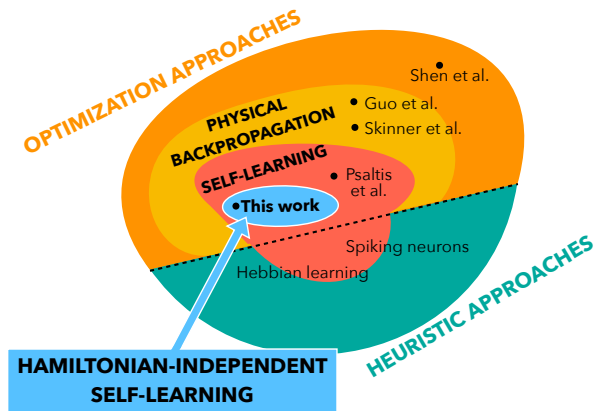 OPTIMIZATION APPROACHES
Shen et al.
PHYSICAL
BACKPROPAGATION
Guo et al.
Skinner et al.
SELF-LEARNING
Psaltis
et al.
This work
Spiking neurons
Hebbian learning
HEURISTIC APPROACHES
HAMILTONIAN-INDEPENDENT
SELF-LEARNING